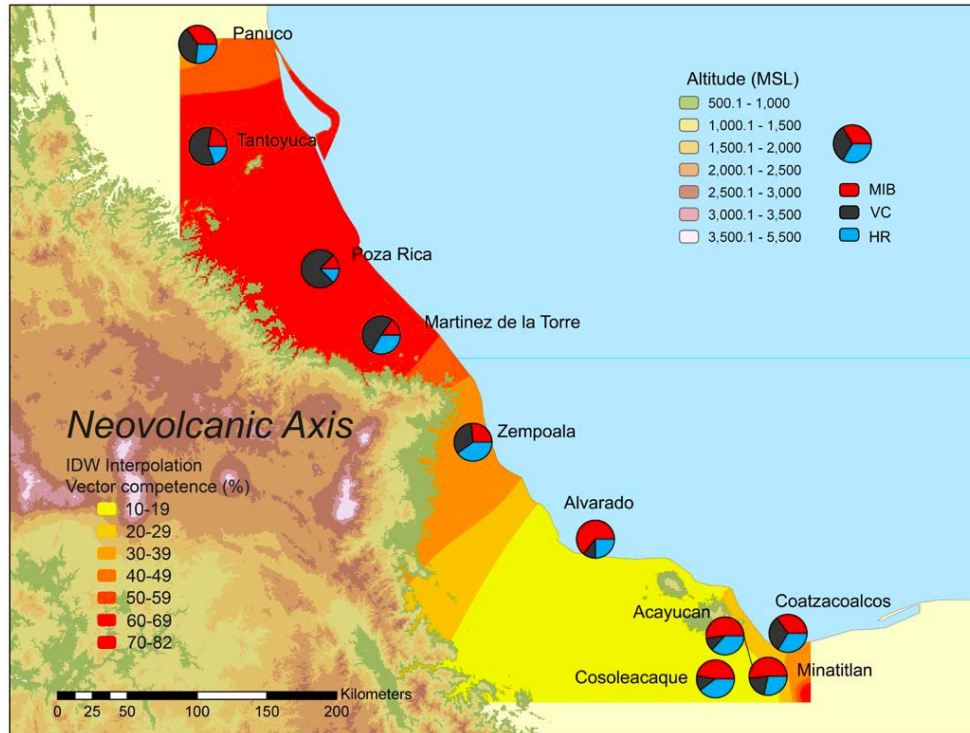 Panuco
Tantoyuca
Poza Rica
Martinez de la Torre
Zempoala
Alvarado
Acayucan
Coatzacoalcos
Cosoleacaque
Minatitlan
Altitude (MSL)
500.1 - 1,000
1,000.1 - 1,500
1,500.1 - 2,000
2,000.1 - 2,500
2,500.1 - 3,000
3,000.1 - 3,500
3,500.1 - 5,500
MIB
VC
HR
Neovolcanic Axis
IDW Interpolation
Vector competence (%)
10-19
20-29
30-39
40-49
50-59
60-69
70-82
Kilometers
0 25 50 100 150 200